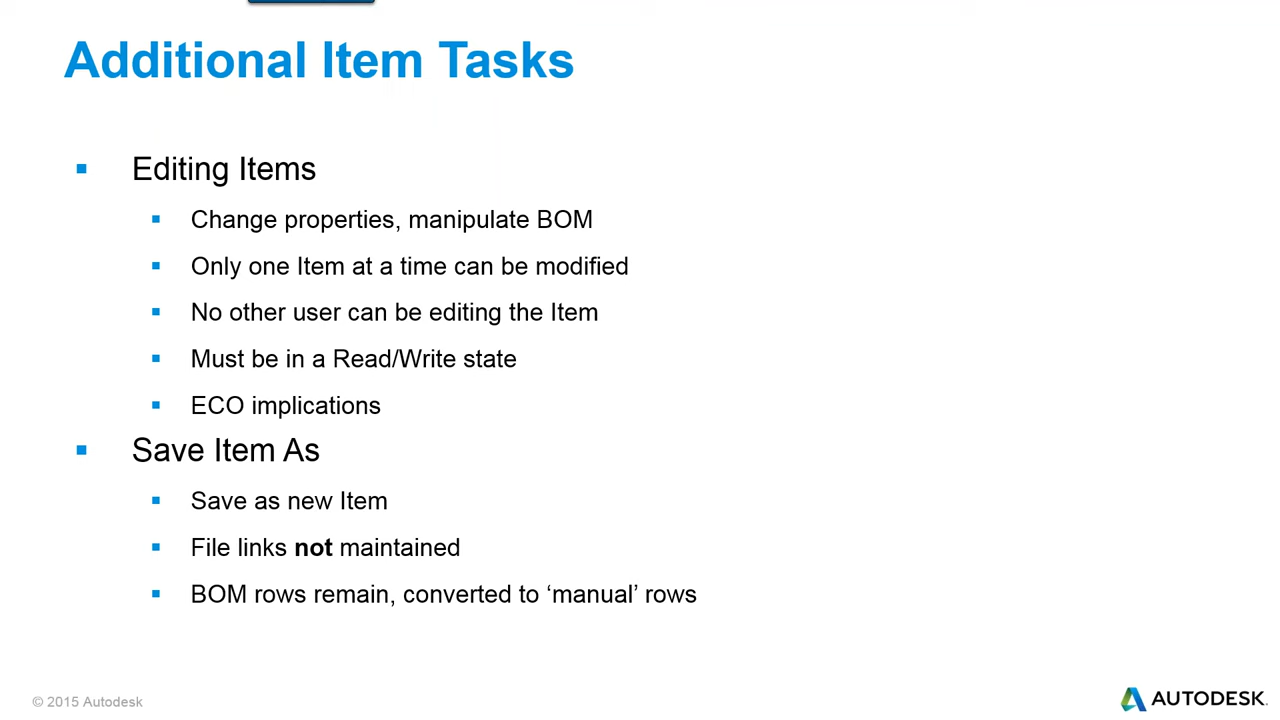 Additional Item Tasks
Editing Items
Change properties, manipulate BOM
Only one Item at a time can be modified
No other user can be editing the Item
Must be in a Read/Write state
ECO implications
Save Item As
Save as new Item
File links not maintained
BOM rows remain, converted to ‘manual’ rows
© 2015 Autodesk
AUTODESK.